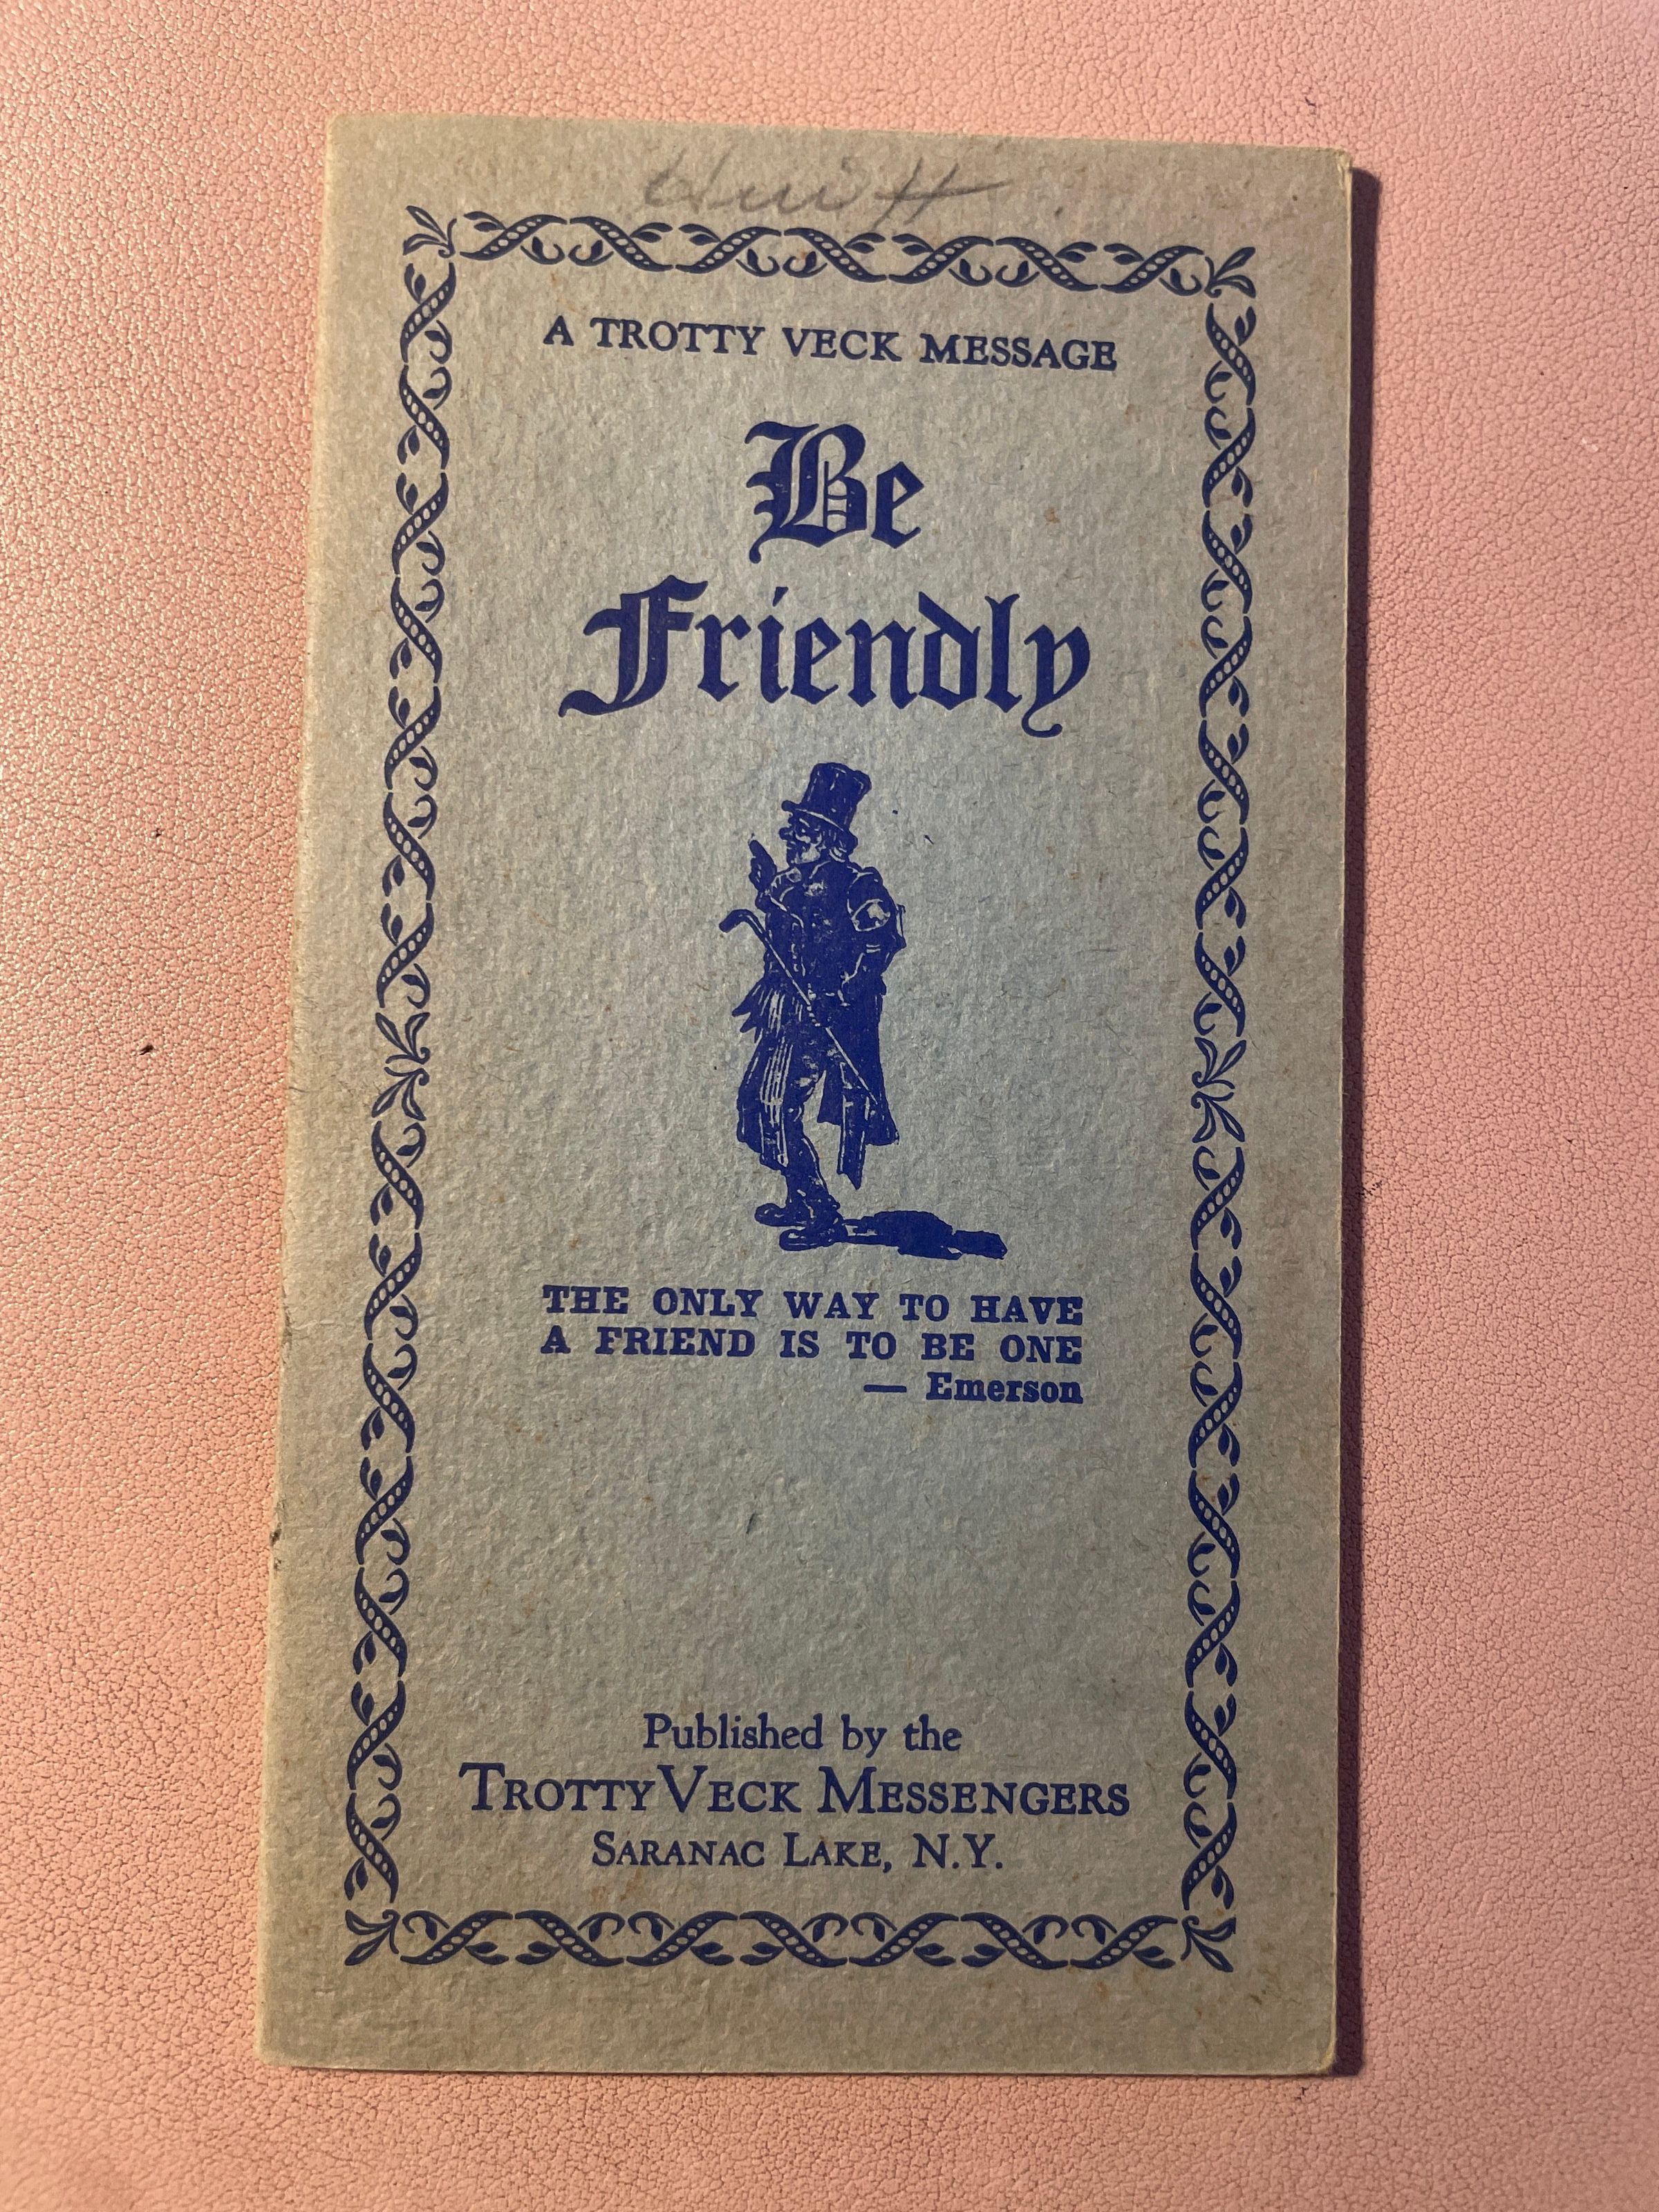 A TROTTY VECK MESSAGE
Be
Friendly
THE ONLY WAY TO HAVE
A FRIEND IS TO BE ONE
— Emerson
Published by the
TROTTY VECK MESSENGERS
SARANAC LAKE, N.Y.